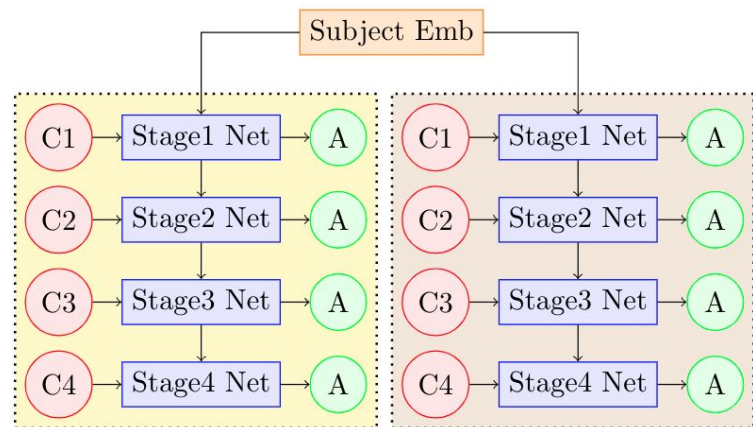 Subject Emb
C1 Stage1 Net A C1 Stage1 Net A
C2 Stage2 Net A C2 Stage2 Net A
C3 Stage3 Net A C3 Stage3 Net A
C4 Stage4 Net A C4 Stage4 Net A